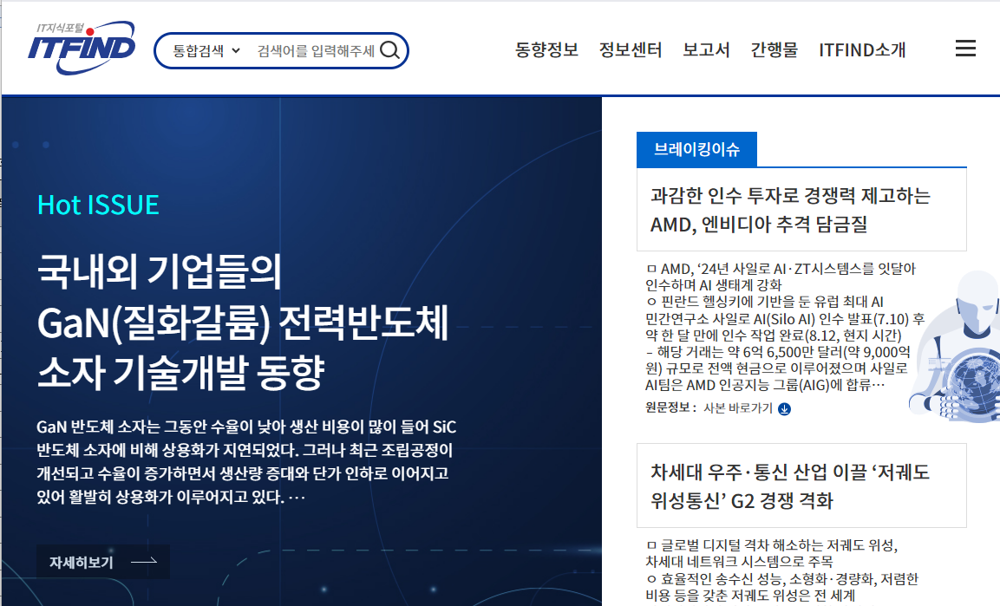 IT지식포털
ITFIND
통합검색
검색어를 입력해주세
동향정보 정보센터 보고서 간행물 ITFIND소개
Hot ISSUE
국내외 기업들의
GaN(질화갈륨) 전력반도체
소자 기술개발 동향
GaN 반도체 소자는 그동안 수율이 낮아 생산 비용이 많이 들어 SiC
반도체 소자에 비해 상용화가 지연되었다. 그러나 최근 조립공정이
개선되고 수율이 증가하면서 생산량 증대와 단가 인하로 이어지고
있어 활발히 상용화가 이루어지고 있다. …
자세히보기
브레이킹이슈
과감한 인수 투자로 경쟁력 제고하는
AMD, 엔비디아 추격 담금질
ㅁ AMD, ‘24년 사일로 AI·ZT시스템스를 잇달아
인수하며 AI 생태계 강화
ㅇ 핀란드 헬싱키에 기반을 둔 유럽 최대 AI
민간연구소 사일로 AI(Silo AI) 인수 발표(7.10) 후
약 한 달 만에 인수 작업 완료(8.12, 현지 시간)
– 해당 거래는 약 6억 6,500만 달러(약 9,000억
원) 규모로 전액 현금으로 이루어졌으며 사일로
AI팀은 AMD 인공지능 그룹(AIG)에 합류…
원문정보 : 사본 바로가기
차세대 우주·통신 산업 이끌 ‘저궤도
위성통신’ G2 경쟁 격화
ㅁ 글로벌 디지털 격차 해소하는 저궤도 위성,
차세대 네트워크 시스템으로 주목
ㅇ 효율적인 송수신 성능, 소형화·경량화, 저렴한
비용 등을 갖춘 저궤도 위성은 전 세계